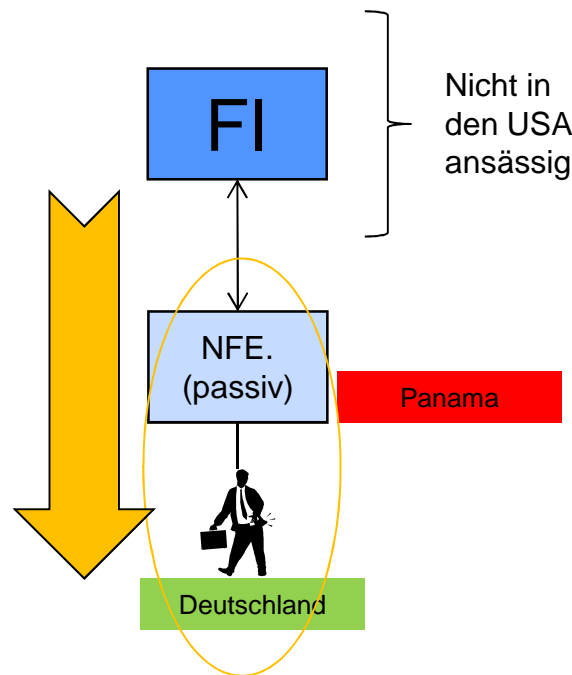 FI
Nicht in
den USA
ansässig
NFE.
(passiv)
Panama
Deutschland